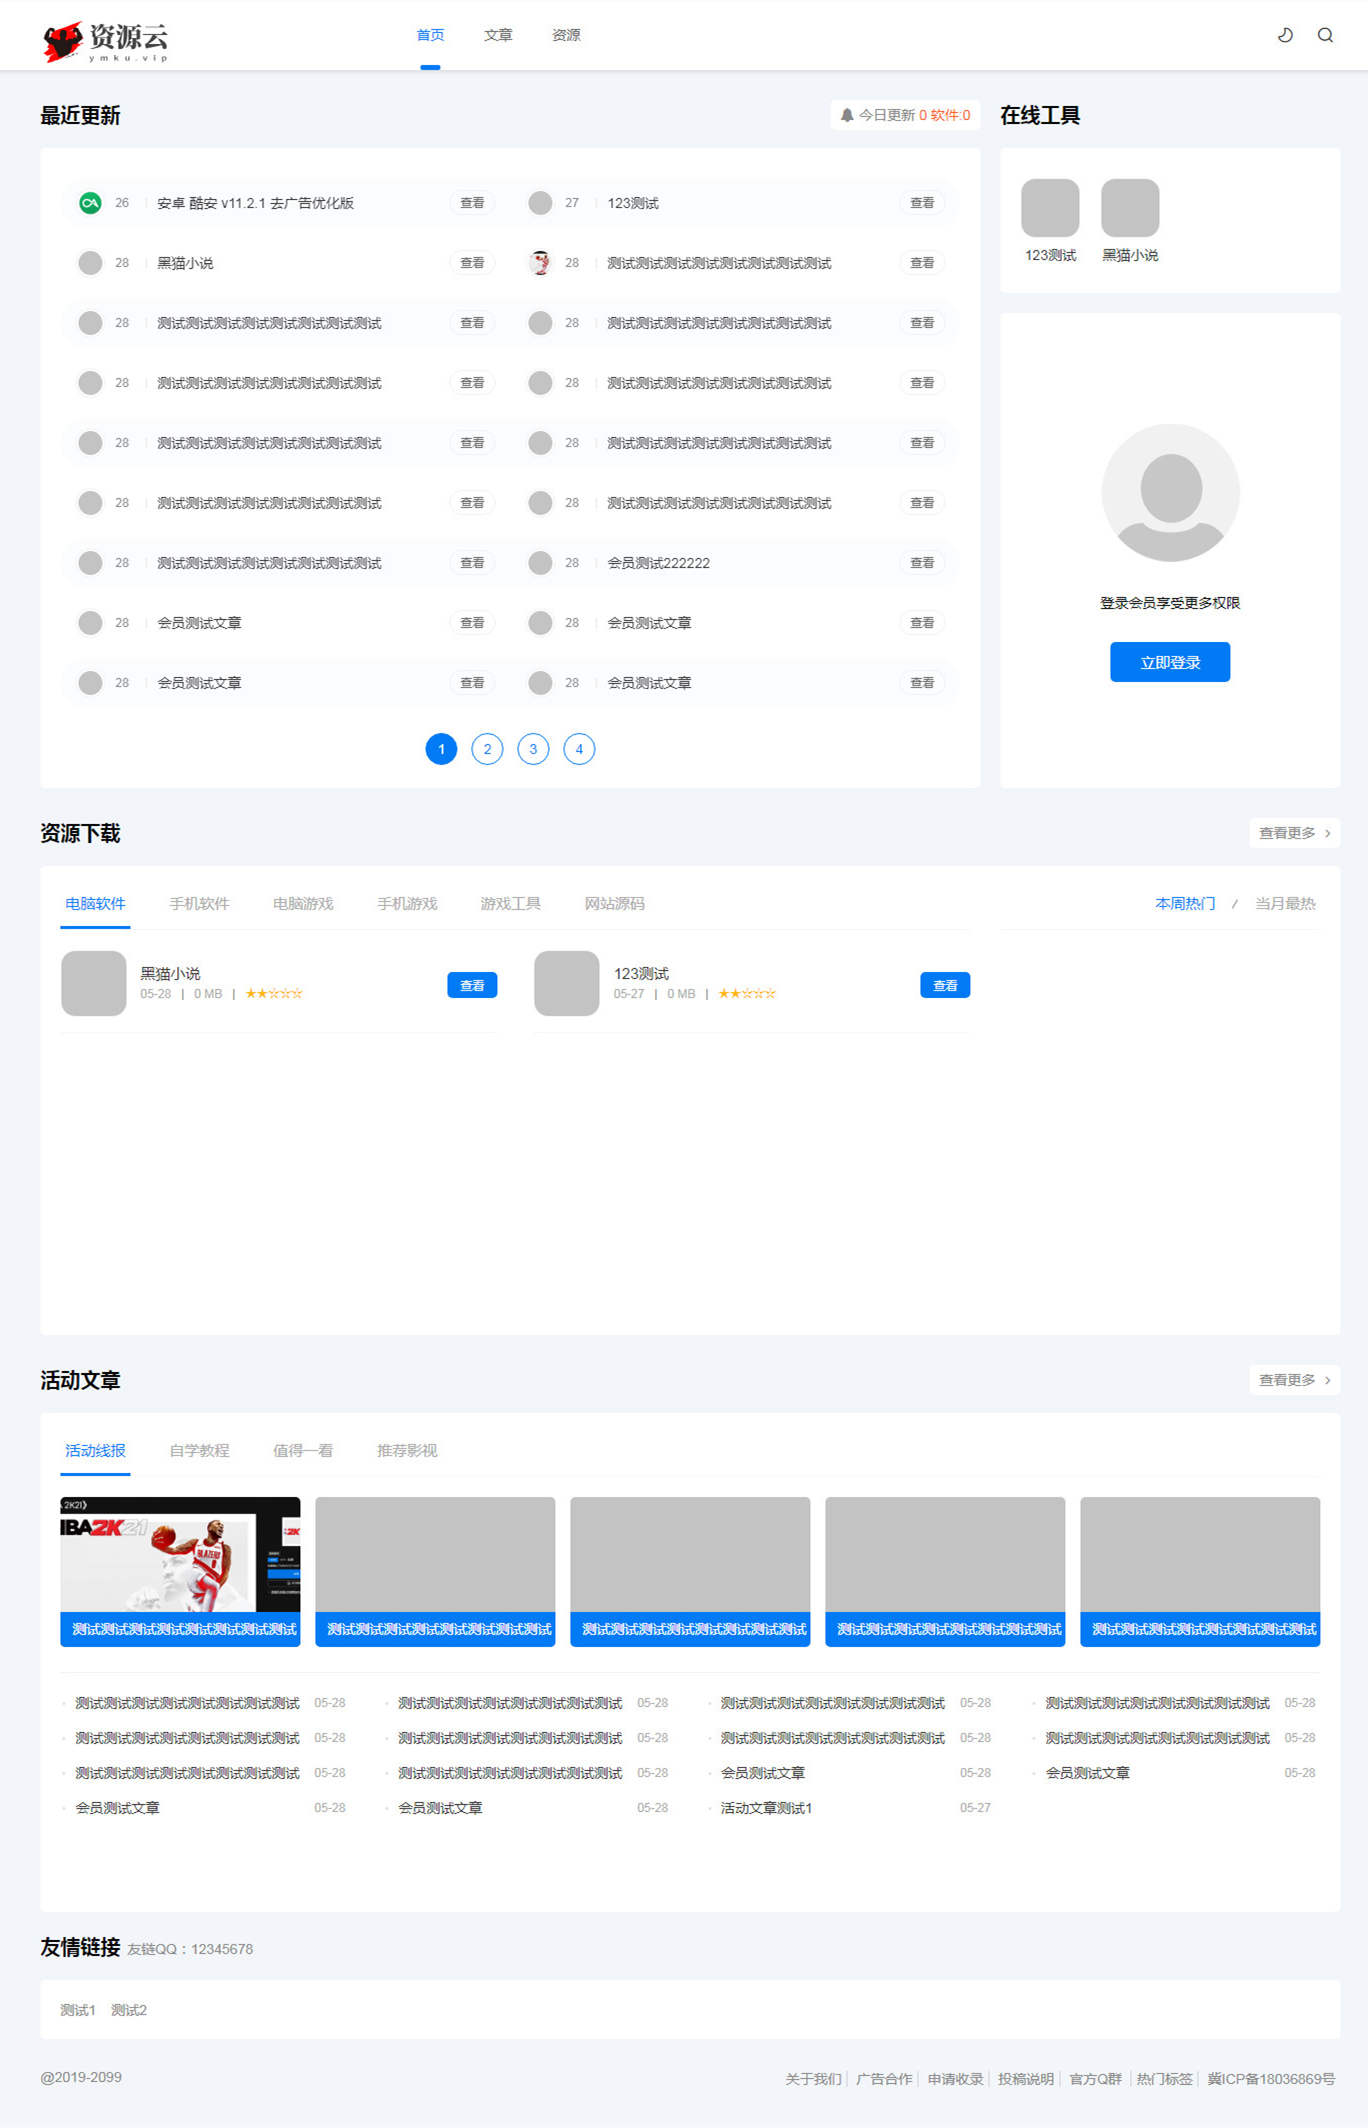 资源云
ymku.vip
首页 文章 资源
最近更新
今日更新 0 软件:0
在线工具
26 安卓 酷安 v11.2.1 去广告优化版 查看 27 123测试 查看
28 黑猫小说 查看 28 测试测试测试测试测试测试测试测试 查看
28 测试测试测试测试测试测试测试测试 查看 28 测试测试测试测试测试测试测试测试 查看
28 测试测试测试测试测试测试测试测试 查看 28 测试测试测试测试测试测试测试测试 查看
28 测试测试测试测试测试测试测试测试 查看 28 测试测试测试测试测试测试测试测试 查看
28 测试测试测试测试测试测试测试测试 查看 28 测试测试测试测试测试测试测试测试 查看
28 测试测试测试测试测试测试测试测试 查看 28 会员测试222222 查看
28 会员测试文章 查看 28 会员测试文章 查看
28 会员测试文章 查看 28 会员测试文章 查看
1 2 3 4
123测试 黑猫小说
登录会员享受更多权限
立即登录
资源下载
查看更多 >
电脑软件 手机软件 电脑游戏 手机游戏 游戏工具 网站源码
本周热门 / 当月最热
黑猫小说
05-28 | 0 MB | ★★☆☆☆
查看
123测试
05-27 | 0 MB | ★★☆☆☆
查看
活动文章
查看更多 >
活动线报 自学教程 值得一看 推荐影视
2K21》
NBA2K21
BLAZERS
测试测试测试测试测试测试测试测试 测试测试测试测试测试测试测试测试 测试测试测试测试测试测试测试测试 测试测试测试测试测试测试测试测试 测试测试测试测试测试测试测试测试
测试测试测试测试测试测试测试测试 05-28 测试测试测试测试测试测试测试测试 05-28 测试测试测试测试测试测试测试测试 05-28 测试测试测试测试测试测试测试测试 05-28
测试测试测试测试测试测试测试测试 05-28 测试测试测试测试测试测试测试测试 05-28 测试测试测试测试测试测试测试测试 05-28 测试测试测试测试测试测试测试测试 05-28
测试测试测试测试测试测试测试测试 05-28 测试测试测试测试测试测试测试测试 05-28 会员测试文章 05-28 会员测试文章 05-28
会员测试文章 05-28 会员测试文章 05-28 活动文章测试1 05-27
友情链接 友链QQ：12345678
测试1 测试2
@2019-2099
关于我们 | 广告合作 | 申请收录 | 投稿说明 | 官方Q群 | 热门标签 | 冀ICP备18036869号